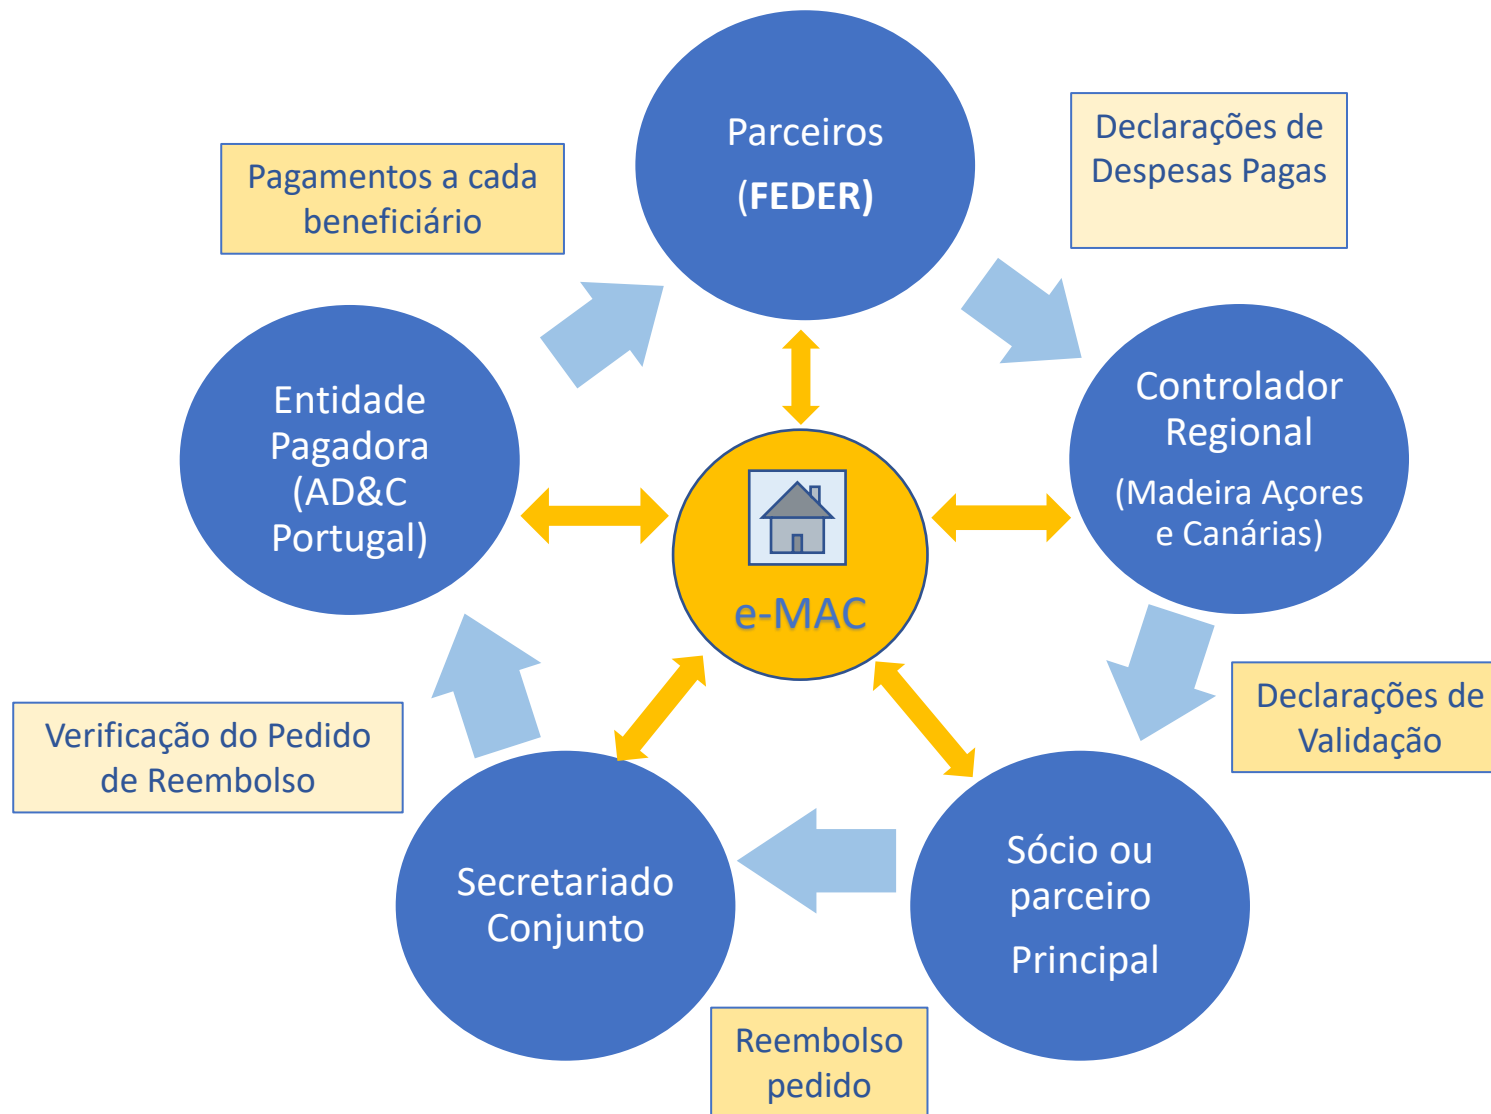 Parceiros
(FEDER)
Declarações de
Despesas Pagas
Pagamentos a cada
beneficiário
Controlador
Regional
(Madeira Açores
e Canárias)
Entidade
Pagadora
(AD&C
Portugal)
e-MAC
Declarações de
Validação
Verificação do Pedido
de Reembolso
Sócio ou
parceiro
Principal
Secretariado
Conjunto
Reembolso
pedido